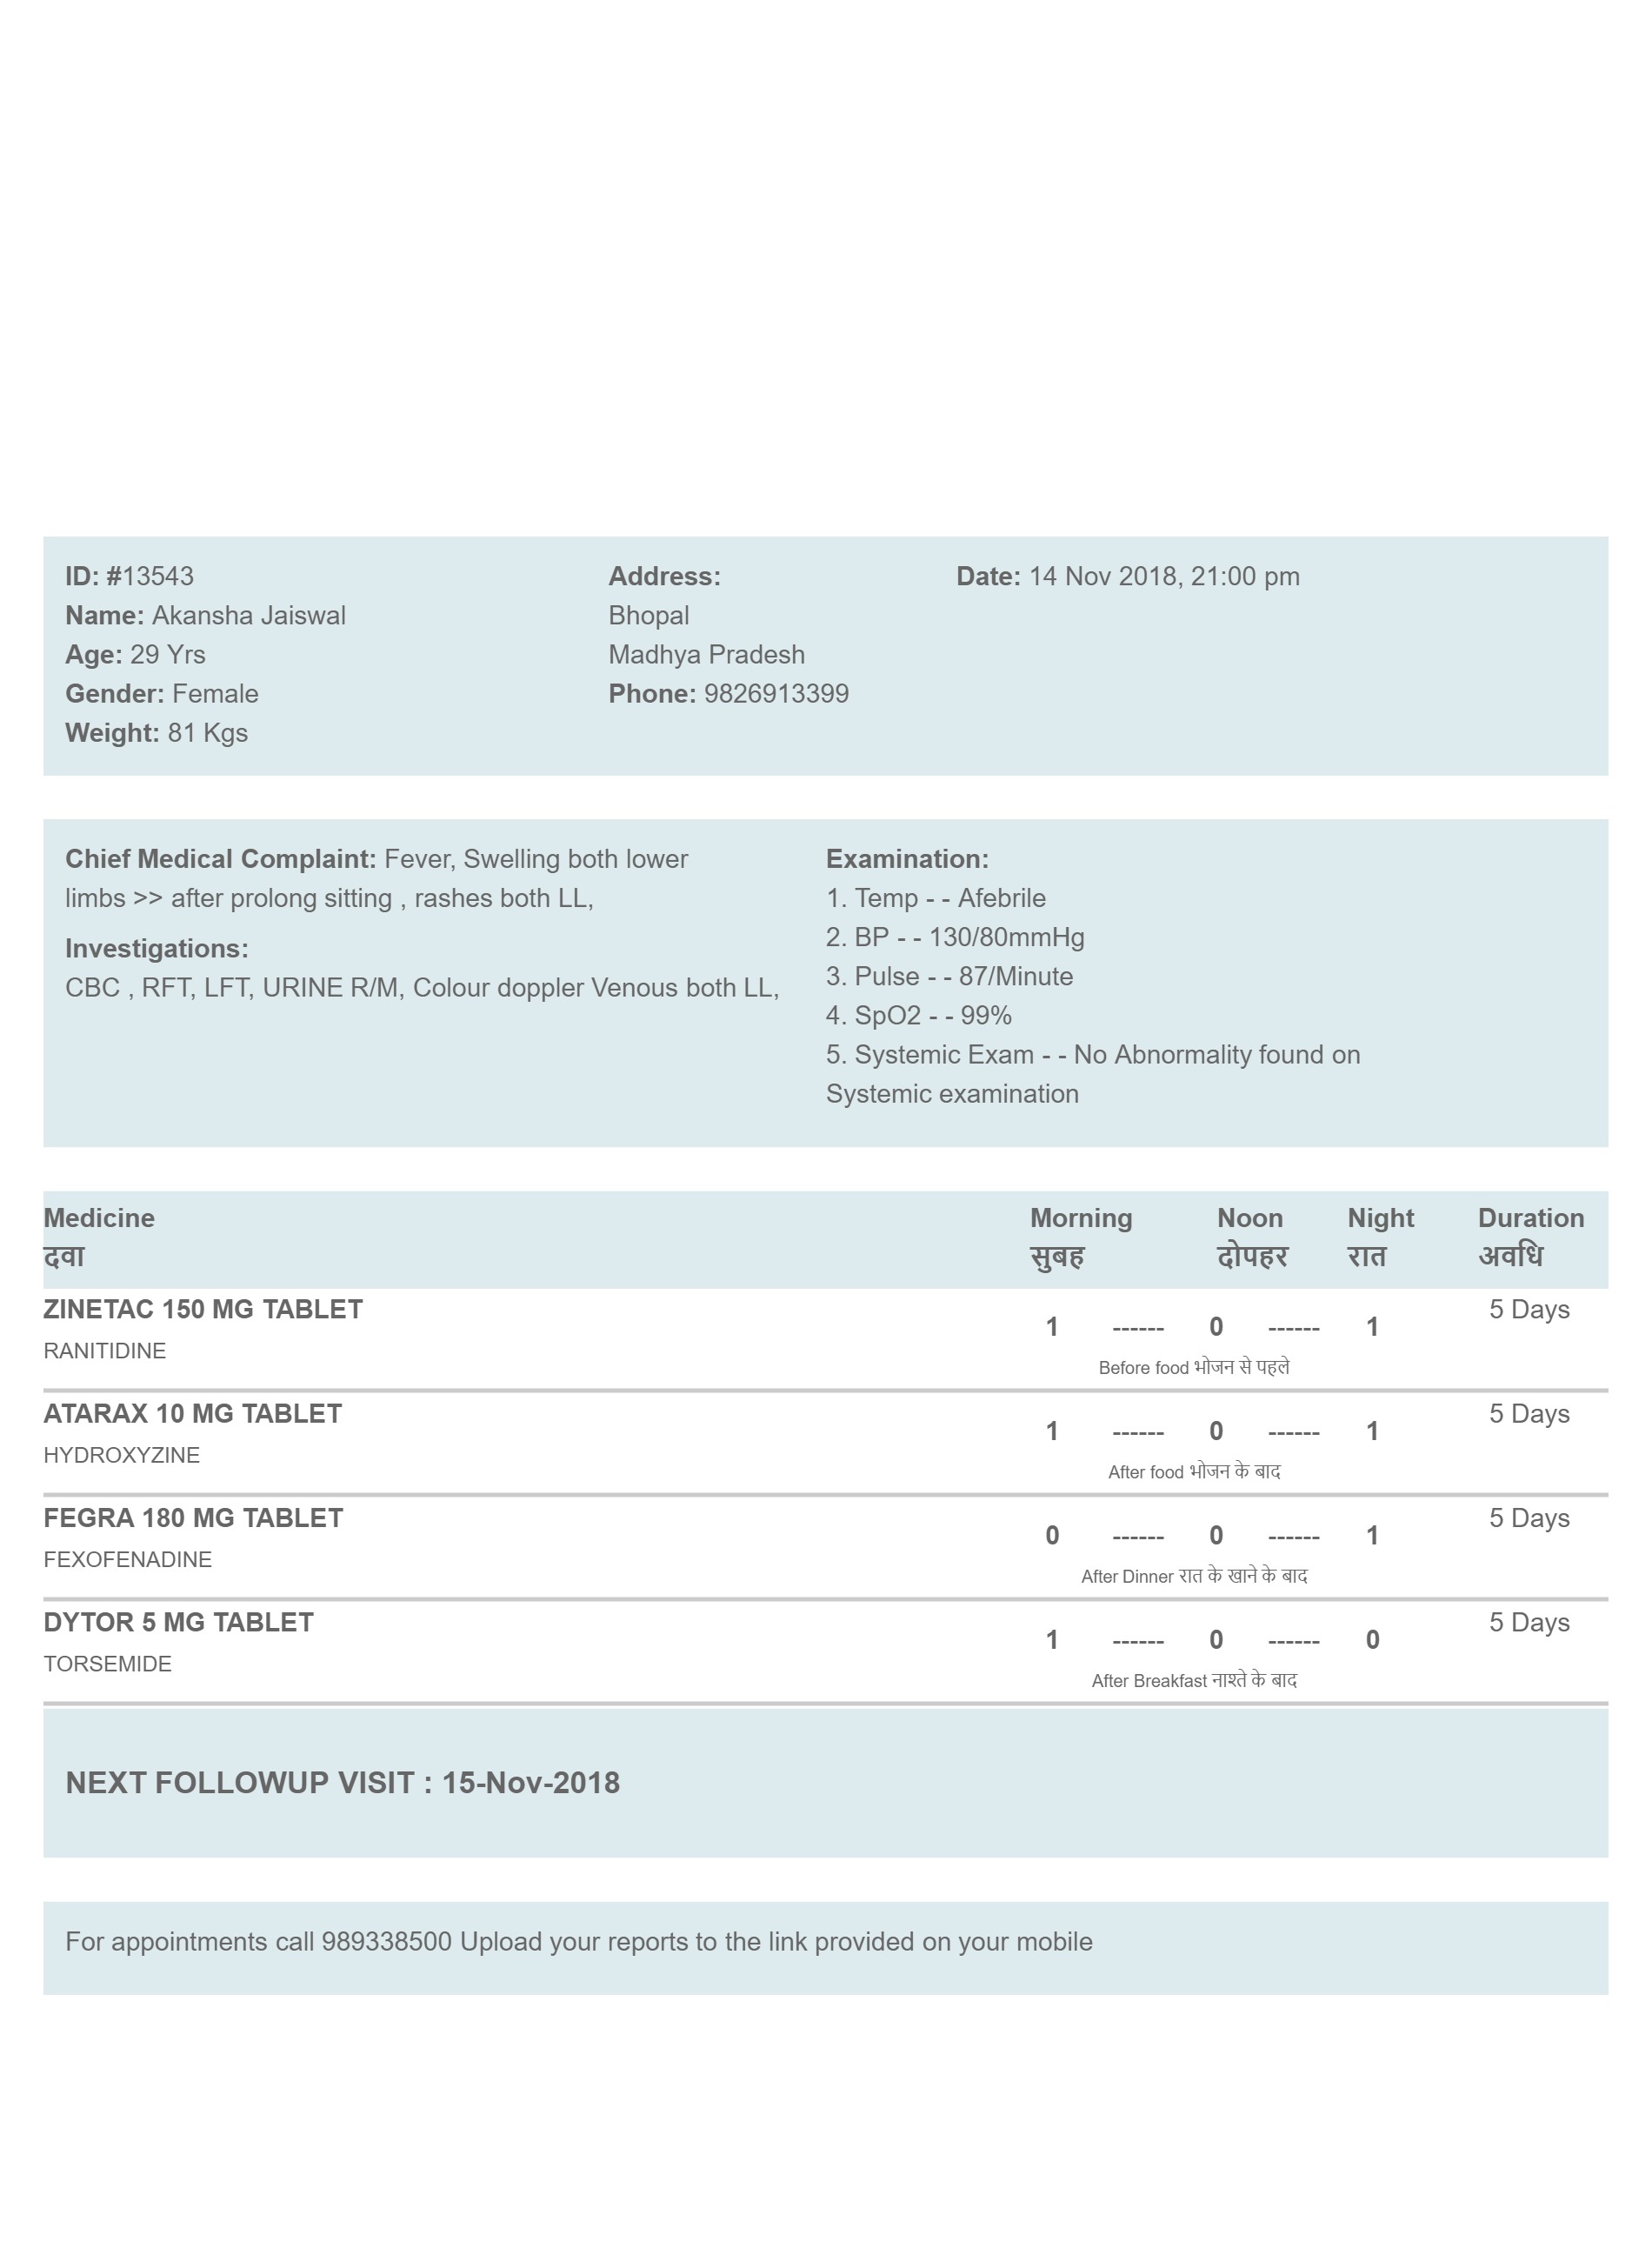 ID: #13543
Name: Akansha Jaiswal
Age: 29 Yrs
Gender: Female
Weight: 81 Kgs
Address:
Bhopal
Madhya Pradesh
Phone: 9826913399
Date: 14 Nov 2018, 21:00 pm
Chief Medical Complaint: Fever, Swelling both lower
limbs >> after prolong sitting , rashes both LL,
Investigations:
CBC , RFT, LFT, URINE R/M, Colour doppler Venous both LL,
Examination:
1. Temp - - Afebrile
2. BP - - 130/80mmHg
3. Pulse - - 87/Minute
4. SpO2 - - 99%
5. Systemic Exam - - No Abnormality found on
Systemic examination
Medicine Morning Noon Night Duration
दवा सुबह दोपहर रात अवधि
ZINETAC 150 MG TABLET 5 Days
1 ------ 0 ------ 1
RANITIDINE
Before food भोजन से पहले
ATARAX 10 MG TABLET 5 Days
1 ------ 0 ------ 1
HYDROXYZINE
After food भोजन के बाद
FEGRA 180 MG TABLET 5 Days
0 ------ 0 ------ 1
FEXOFENADINE
After Dinner रात के खाने के बाद
DYTOR 5 MG TABLET 5 Days
1 ------ 0 ------ 0
TORSEMIDE
After Breakfast नाश्ते के बाद
NEXT FOLLOWUP VISIT : 15-Nov-2018
For appointments call 989338500 Upload your reports to the link provided on your mobile